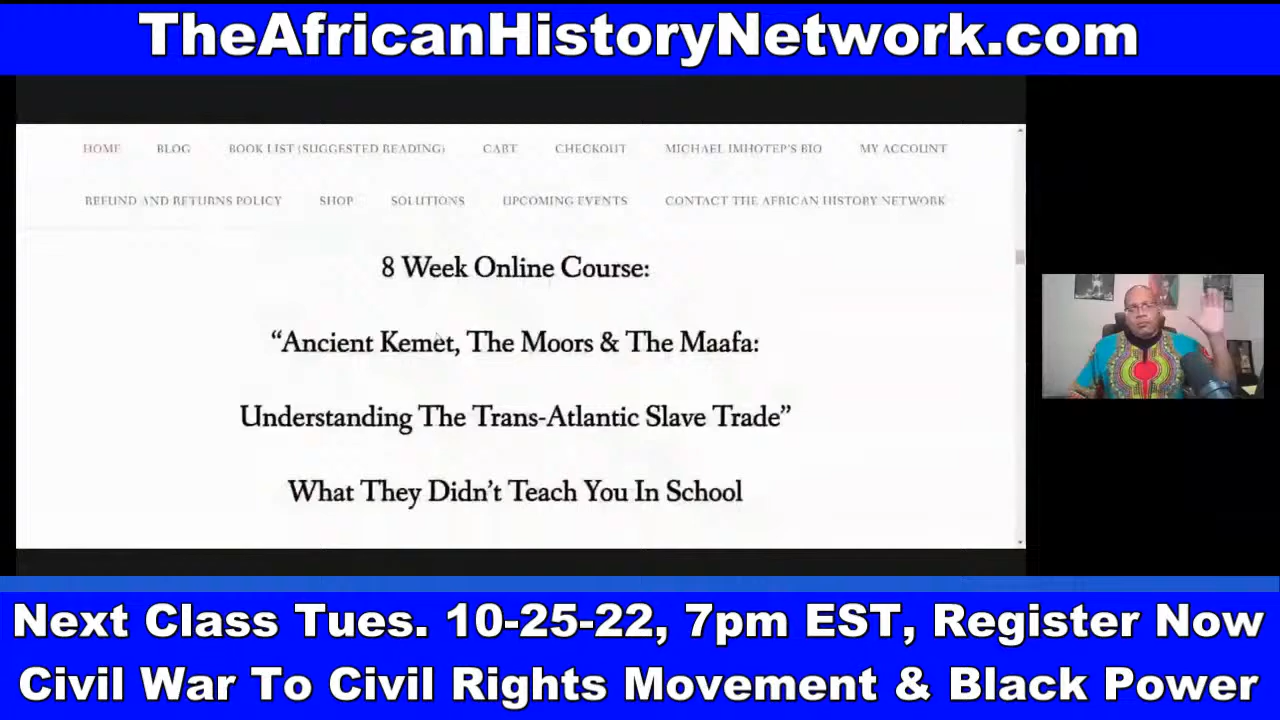 TheAfricanHistoryNetwork.com
HOME BLOG BOOK LIST (SUGGESTED READING) CART CHECKOUT MICHAEL IMHOTEP'S BIO MY ACCOUNT
REFUND AND RETURNS POLICY SHOP SOLUTIONS UPCOMING EVENTS CONTACT THE AFRICAN HISTORY NETWORK
8 Week Online Course:
“Ancient Kemet, The Moors & The Maafa:
Understanding The Trans-Atlantic Slave Trade”
What They Didn’t Teach You In School
Next Class Tues. 10-25-22, 7pm EST, Register Now
Civil War To Civil Rights Movement & Black Power